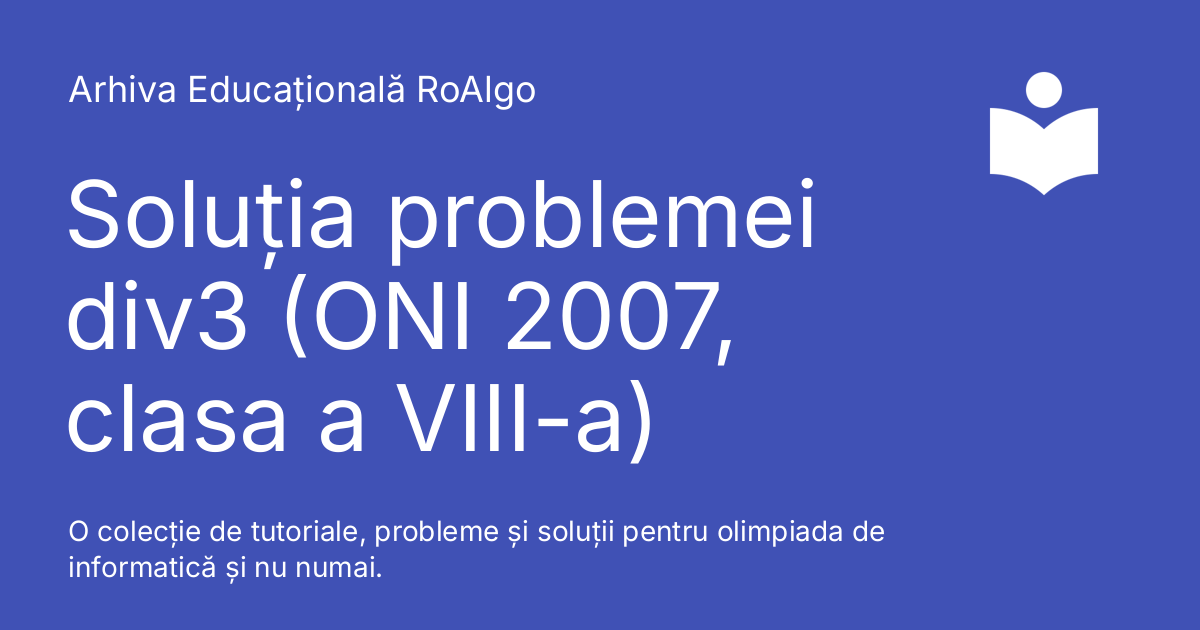 Arhiva Educațională RoAlgo
Soluția problemei
div3 (ONI 2007,
clasa a VIII-a)
O colecție de tutoriale, probleme și soluții pentru olimpiada de
informatică și nu numai.